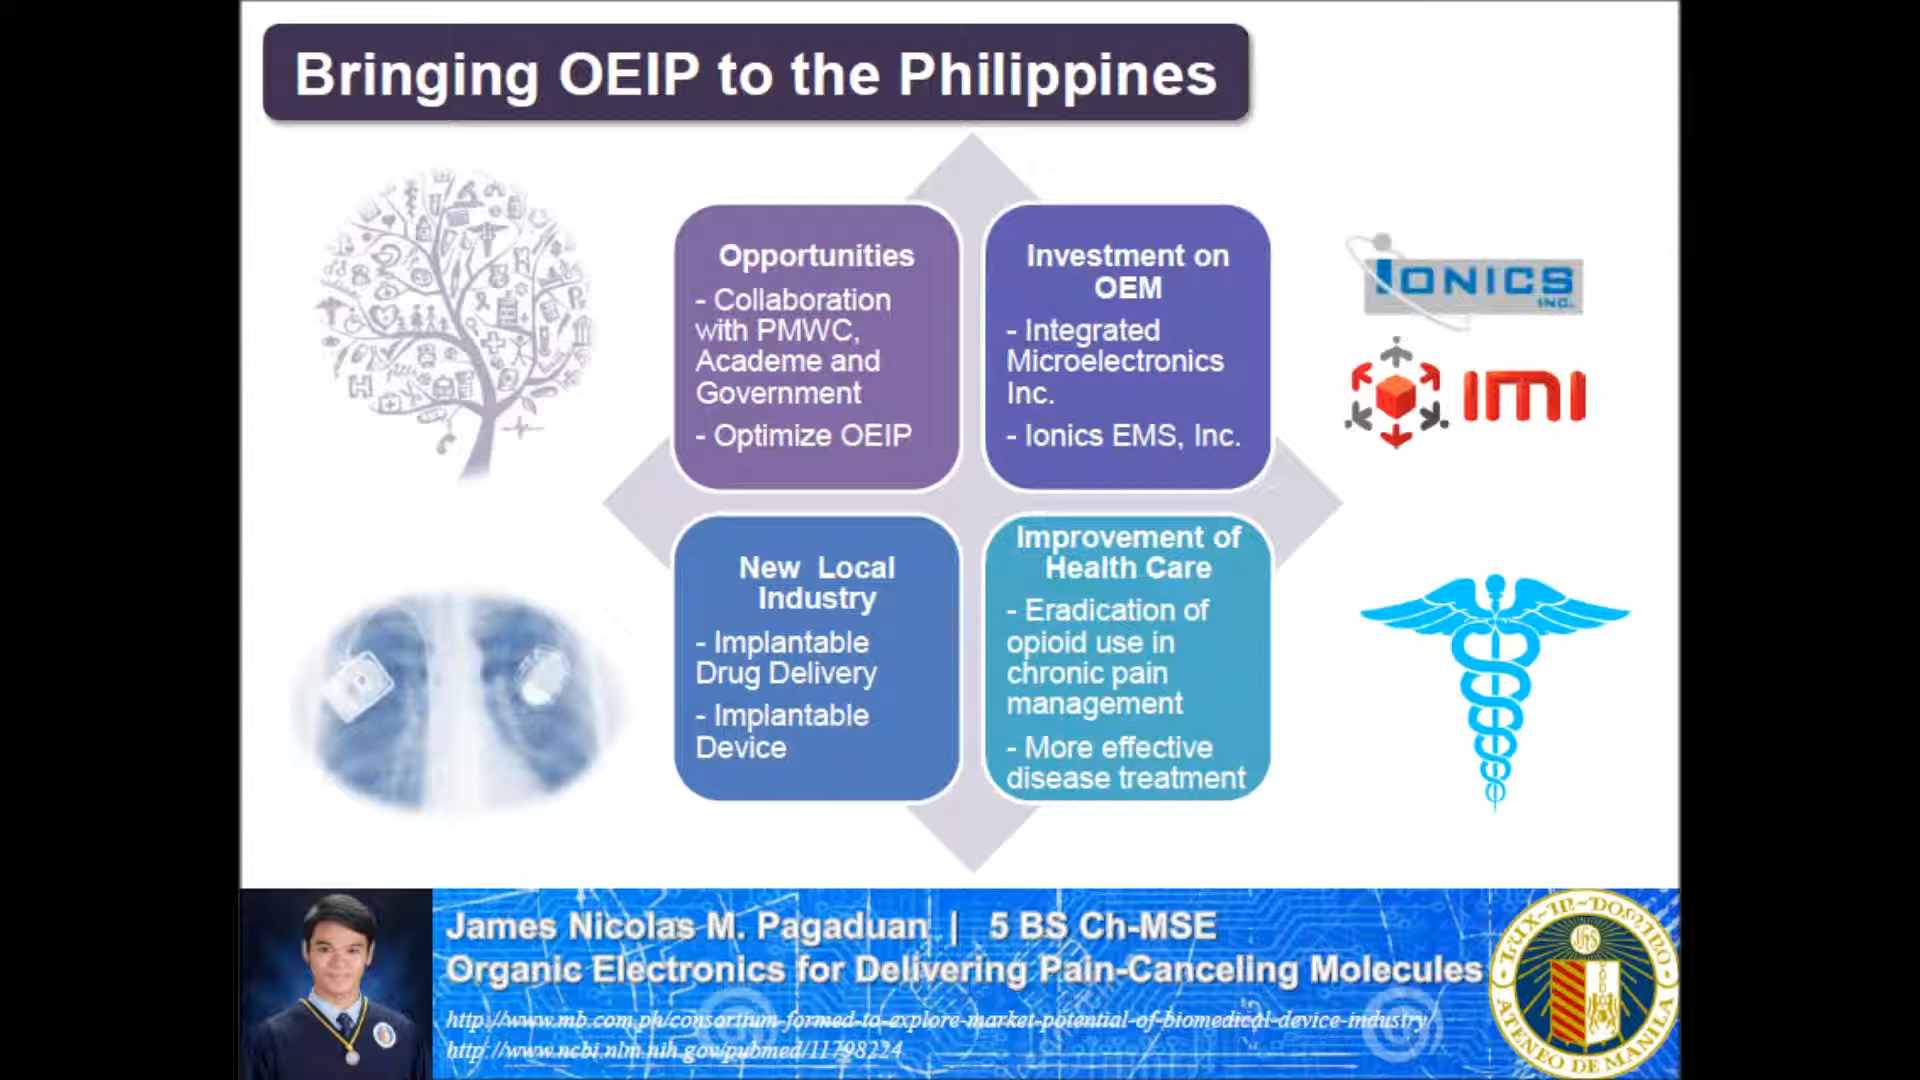 Bringing OEIP to the Philippines
Opportunities
- Collaboration
with PMWC,
Academe and
Government
- Optimize OEIP
Investment on
OEM
- Integrated
Microelectronics
Inc.
- Ionics EMS, Inc.
IONICS
INC.
IMI
New Local
Industry
- Implantable
Drug Delivery
- Implantable
Device
Improvement of
Health Care
- Eradication of
opioid use in
chronic pain
management
- More effective
disease treatment
James Nicolas M. Pagaduan | 5 BS Ch-MSE
Organic Electronics for Delivering Pain-Canceling Molecules
http://www.mb.com.ph/consortium-formed-to-explore-market-potential-of-biomedical-device-industry/
http://www.ncbi.nlm.nih.gov/pubmed/11798224
LUX~IN~DOMINO
IHS
ATENEO DE MANILA